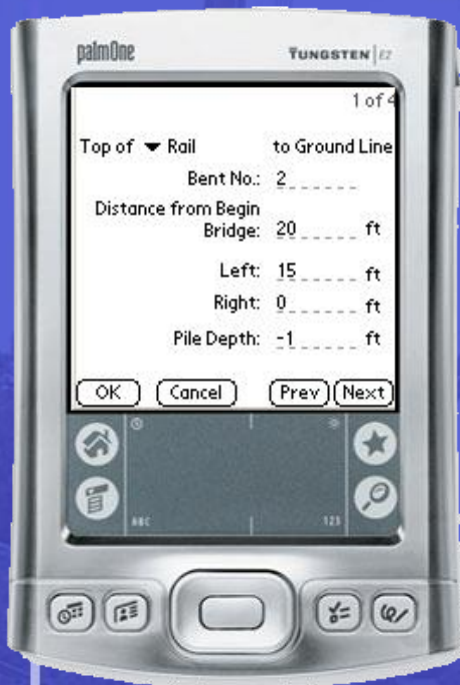 palmOne TUNGSTEN E2
1 of 4
Top of Rail to Ground Line
Bent No.: 2
Distance from Begin
Bridge: 20 ft
Left: 15 ft
Right: 0 ft
Pile Depth: -1 ft
OK Cancel Prev Next
ABC 123